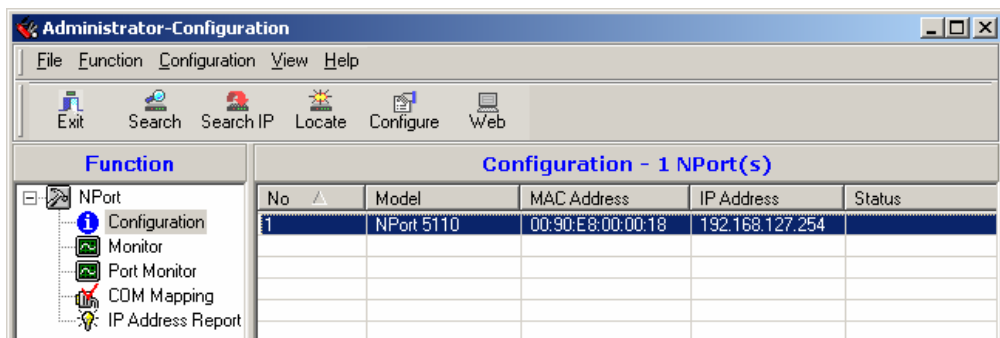 Administrator-Configuration
File Function Configuration View Help
Exit Search Search IP Locate Configure Web
Function
NPort
Configuration
Monitor
Port Monitor
COM Mapping
IP Address Report
Configuration - 1 NPort(s)
No Model MAC Address IP Address Status
1 NPort 5110 00:90:E8:00:00:18 192.168.127.254